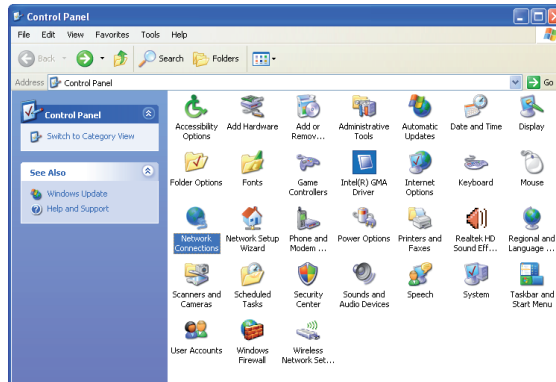 Control Panel
File Edit View Favorites Tools Help
Back Search Folders
Address Control Panel Go
Control Panel
Switch to Category View
See Also
Windows Update
Help and Support
Accessibility Options
Add Hardware
Add or Remov...
Administrative Tools
Automatic Updates
Date and Time
Display
Folder Options
Fonts
Game Controllers
Intel(R) GMA Driver
Internet Options
Keyboard
Mouse
Network Connections
Network Setup Wizard
Phone and Modem ...
Power Options
Printers and Faxes
Realtek HD Sound Eff...
Regional and Language ...
Scanners and Cameras
Scheduled Tasks
Security Center
Sounds and Audio Devices
Speech
System
Taskbar and Start Menu
User Accounts
Windows Firewall
Wireless Network Set...